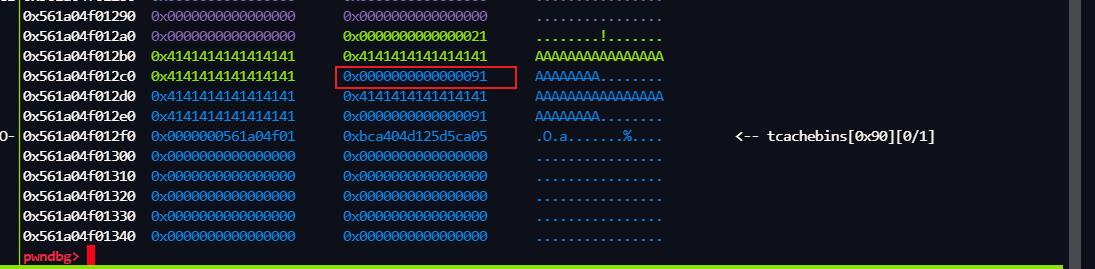 0x561a04f01290 0x0000000000000000 0x0000000000000000 ................
0x561a04f012a0 0x0000000000000000 0x0000000000000021 ........!.......
0x561a04f012b0 0x4141414141414141 0x4141414141414141 AAAAAAAAAAAAAAAA
0x561a04f012c0 0x4141414141414141 0x0000000000000091 AAAAAAAA........
0x561a04f012d0 0x4141414141414141 0x4141414141414141 AAAAAAAAAAAAAAAA
0x561a04f012e0 0x4141414141414141 0x0000000000000091 AAAAAAAA........
0x561a04f012f0 0x0000000561a04f01 0xbca404d125d5ca05 .O.a.......%.... <-- tcachebins[0x90][0/1]
0x561a04f01300 0x0000000000000000 0x0000000000000000 ................
0x561a04f01310 0x0000000000000000 0x0000000000000000 ................
0x561a04f01320 0x0000000000000000 0x0000000000000000 ................
0x561a04f01330 0x0000000000000000 0x0000000000000000 ................
0x561a04f01340 0x0000000000000000 0x0000000000000000 ................
pwndbg>